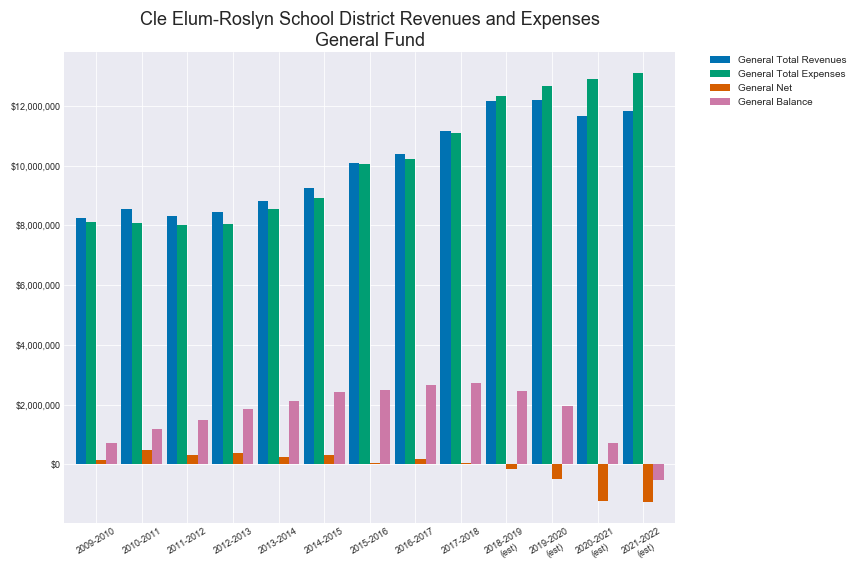 Cle Elum-Roslyn School District Revenues and Expenses
General Fund
General Total Revenues
General Total Expenses
General Net
General Balance
$12,000,000
$10,000,000
$8,000,000
$6,000,000
$4,000,000
$2,000,000
$0
2009-2010
2010-2011
2011-2012
2012-2013
2013-2014
2014-2015
2015-2016
2016-2017
2017-2018
2018-2019
(est)
2019-2020
(est)
2020-2021
(est)
2021-2022
(est)